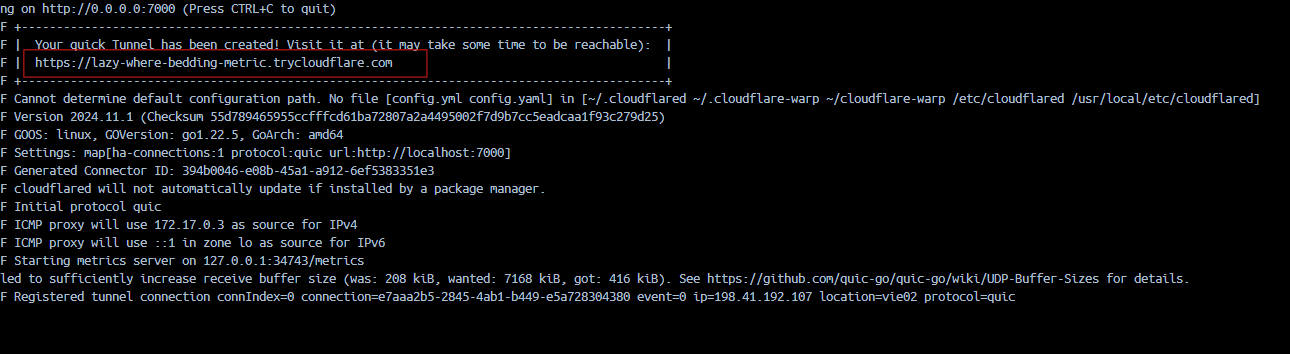 ng on http://0.0.0.0:7000 (Press CTRL+C to quit)
F +--------------------------------------------------------------------------------------------+
F |  Your quick Tunnel has been created! Visit it at (it may take some time to be reachable):  |
F |  https://lazy-where-bedding-metric.trycloudflare.com                                       |
F +--------------------------------------------------------------------------------------------+
F Cannot determine default configuration path. No file [config.yml config.yaml] in [~/.cloudflared ~/.cloudflare-warp ~/cloudflare-warp /etc/cloudflared /usr/local/etc/cloudflared]
F Version 2024.11.1 (Checksum 55d789465955ccfffcd61ba72807a2a4495002f7d9b7cc5eadcaa1f93c279d25)
F GOOS: linux, GOVersion: go1.22.5, GoArch: amd64
F Settings: map[ha-connections:1 protocol:quic url:http://localhost:7000]
F Generated Connector ID: 394b0046-e08b-45a1-a912-6ef5383351e3
F cloudflared will not automatically update if installed by a package manager.
F Initial protocol quic
F ICMP proxy will use 172.17.0.3 as source for IPv4
F ICMP proxy will use ::1 in zone lo as source for IPv6
F Starting metrics server on 127.0.0.1:34743/metrics
led to sufficiently increase receive buffer size (was: 208 kiB, wanted: 7168 kiB, got: 416 kiB). See https://github.com/quic-go/quic-go/wiki/UDP-Buffer-Sizes for details.
F Registered tunnel connection connIndex=0 connection=e7aaa2b5-2845-4ab1-b449-e5a728304380 event=0 ip=198.41.192.107 location=vie02 protocol=quic